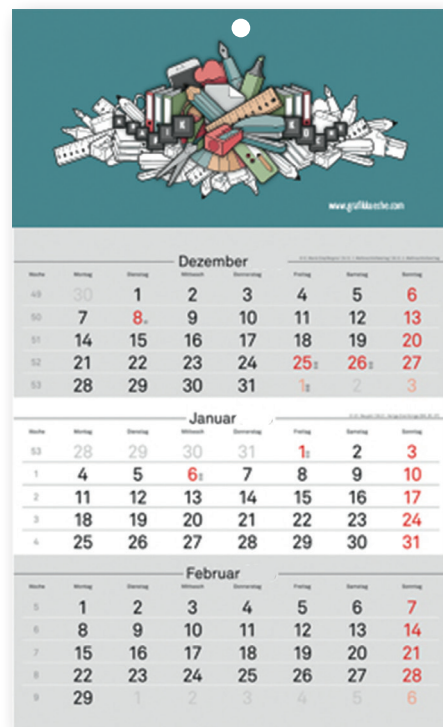 www.grafikkueche.com
Dezember
Woche Montag Dienstag Mittwoch Donnerstag Freitag Samstag Sonntag
49 30 1 2 3 4 5 6
50 7 8 9 10 11 12 13
51 14 15 16 17 18 19 20
52 21 22 23 24 25 26 27
53 28 29 30 31 1 2 3
Januar
Woche Montag Dienstag Mittwoch Donnerstag Freitag Samstag Sonntag
53 28 29 30 31 1 2 3
1 4 5 6 7 8 9 10
2 11 12 13 14 15 16 17
3 18 19 20 21 22 23 24
4 25 26 27 28 29 30 31
Februar
Woche Montag Dienstag Mittwoch Donnerstag Freitag Samstag Sonntag
5 1 2 3 4 5 6 7
6 8 9 10 11 12 13 14
7 15 16 17 18 19 20 21
8 22 23 24 25 26 27 28
9 29 1 2 3 4 5 6